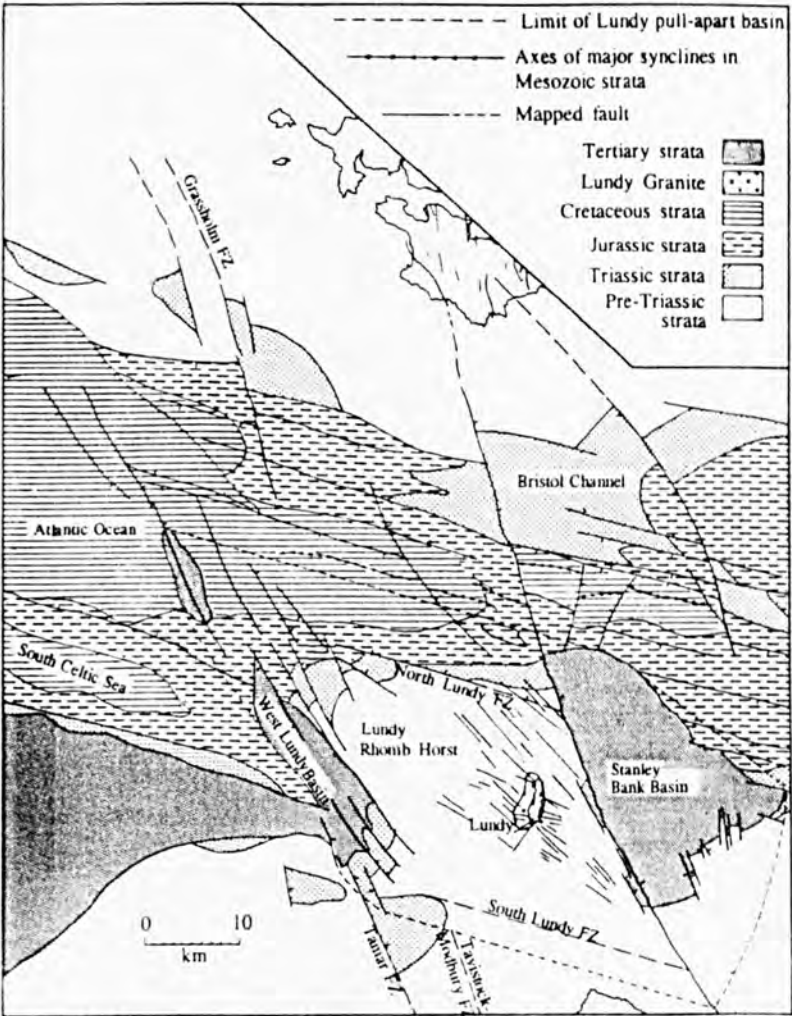 Limit of Lundy pull-apart basin
Axes of major synclines in
Mesozoic strata
Mapped fault
Tertiary strata
Lundy Granite
Cretaceous strata
Jurassic strata
Triassic strata
Pre-Triassic
strata
Grassholm FZ
Bristol Channel
Atlantic Ocean
South Celtic Sea
North Lundy FZ
West Lundy Basin
Lundy
Rhomb Horst
Stanley
Bank Basin
Lundy
South Lundy FZ
0 10
km
Tamar FZ
Modbury FZ
Tavistock